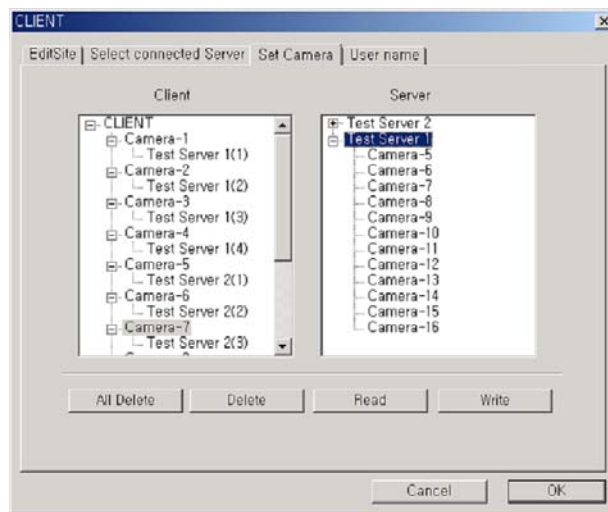 CLIENT
EditSite
Select connected Server
Set Camera
User name
Client
CLIENT
Camera-1
Test Server 1(1)
Camera-2
Test Server 1(2)
Camera-3
Test Server 1(3)
Camera-4
Test Server 1(4)
Camera-5
Test Server 2(1)
Camera-6
Test Server 2(2)
Camera-7
Test Server 2(3)
Server
Test Server 2
Test Server 1
Camera-5
Camera-6
Camera-7
Camera-8
Camera-9
Camera-10
Camera-11
Camera-12
Camera-13
Camera-14
Camera-15
Camera-16
All Delete
Delete
Read
Write
Cancel
OK